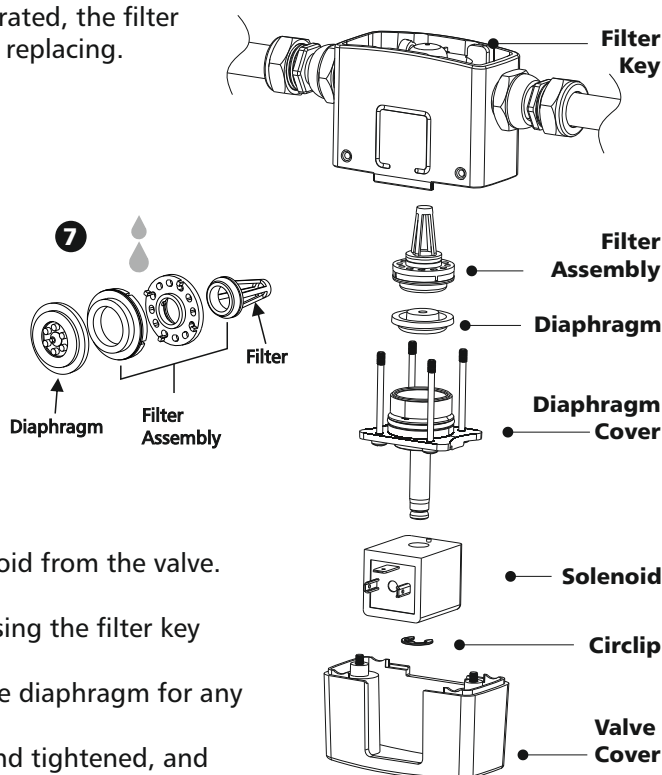 rated, the filter
replacing.
Filter
Key
7
Filter
Assembly
Diaphragm
Filter
Diaphragm
Filter
Assembly
Diaphragm
Cover
Solenoid
Circlip
Valve
Cover
oid from the valve.
sing the filter key
e diaphragm for any
nd tightened, and